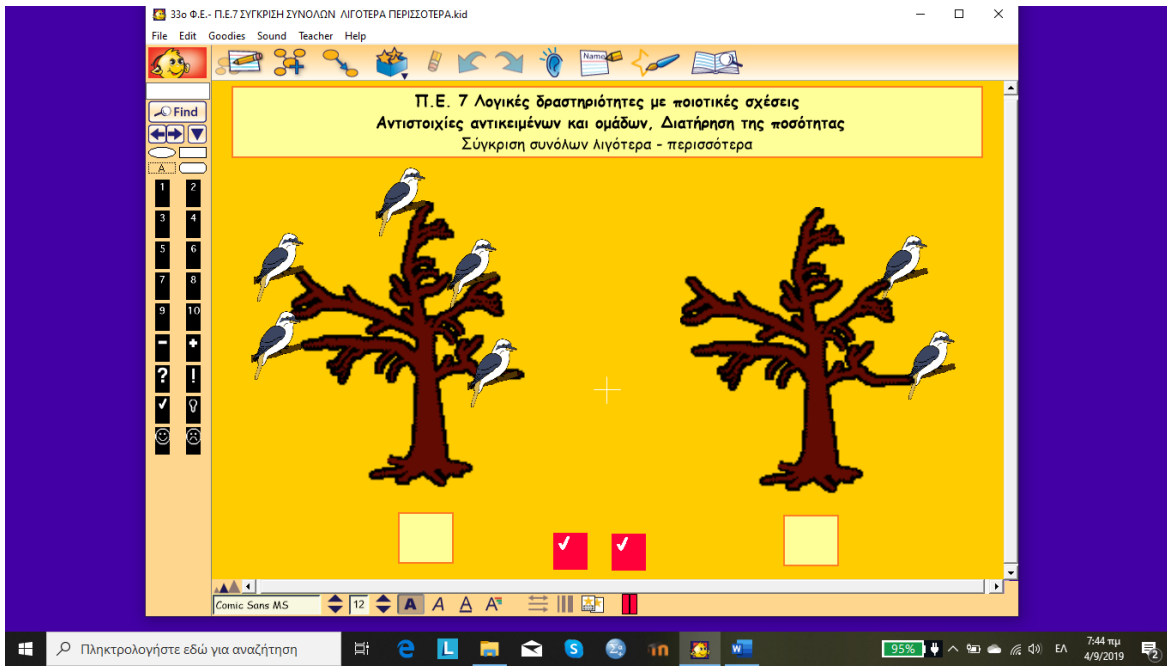 33ο Φ.Ε.- Π.Ε.7 ΣΥΓΚΡΙΣΗ ΣΥΝΟΛΩΝ ΛΙΓΟΤΕΡΑ ΠΕΡΙΣΣΟΤΕΡΑ.kid
File Edit Goodies Sound Teacher Help
Name
Π.Ε. 7 Λογικές δραστηριότητες με ποιοτικές σχέσεις
Αντιστοιχίες αντικειμένων και ομάδων, Διατήρηση της ποσότητας
Σύγκριση συνόλων λιγότερα - περισσότερα
Find
A
1 2
3 4
5 6
7 8
9 10
- +
? !
Comic Sans MS 12 A A A A
Πληκτρολογήστε εδώ για αναζήτηση
95% ΕΛ 7:44 πμ
4/9/2019 2